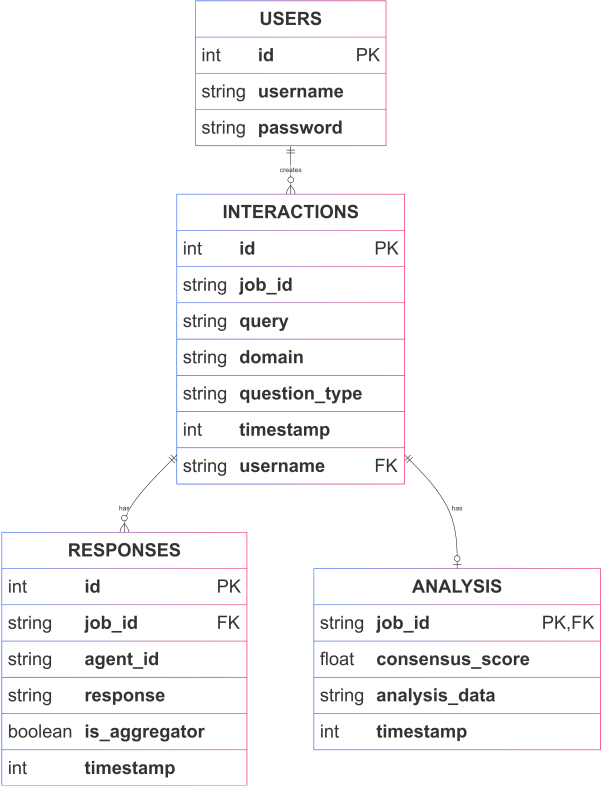 USERS
int id PK
string username
string password
creates
INTERACTIONS
int id PK
string job_id
string query
string domain
string question_type
int timestamp
string username FK
has
has
RESPONSES
int id PK
string job_id FK
string agent_id
string response
boolean is_aggregator
int timestamp
ANALYSIS
string job_id PK,FK
float consensus_score
string analysis_data
int timestamp